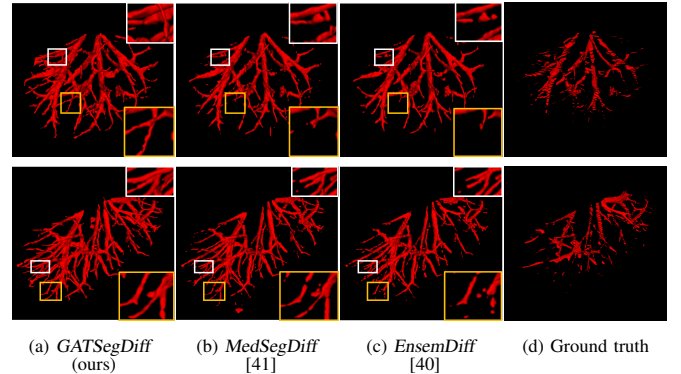 (a) GATSegDiff (b) MedSegDiff (c) EnsemDiff (d) Ground truth
(ours) [41] [40]